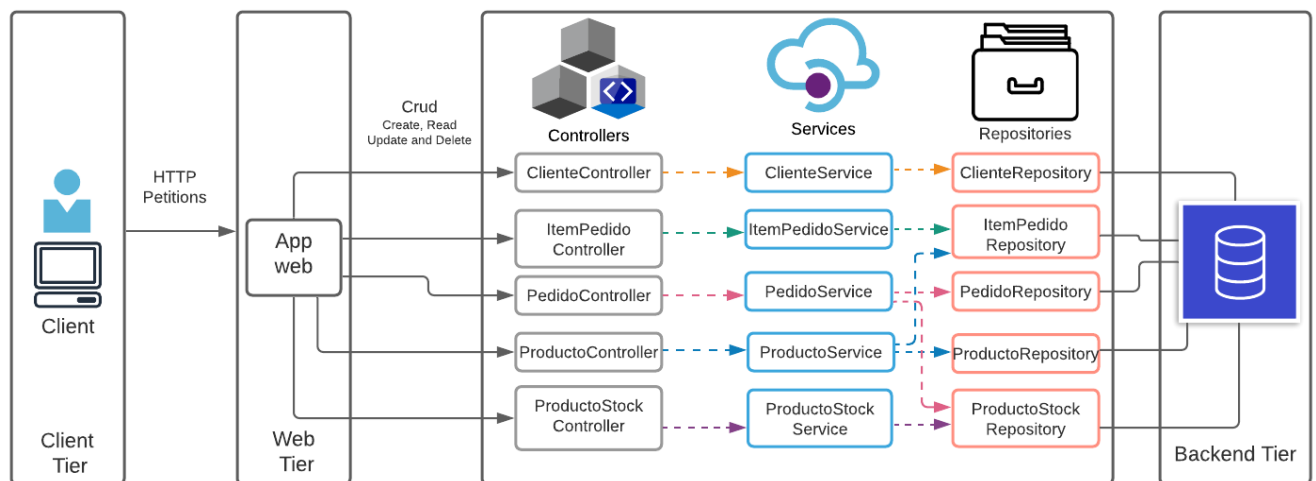 HTTP
Petitions
Client
Client
Tier
App
web
Web
Tier
Crud
Create, Read
Update and Delete
Controllers
Services
Repositories
ClienteController
ClienteService
ClienteRepository
ItemPedido
Controller
ItemPedidoService
ItemPedido
Repository
PedidoController
PedidoService
PedidoRepository
ProductoController
ProductoService
ProductoRepository
ProductoStock
Controller
ProductoStock
Service
ProductoStock
Repository
Backend Tier